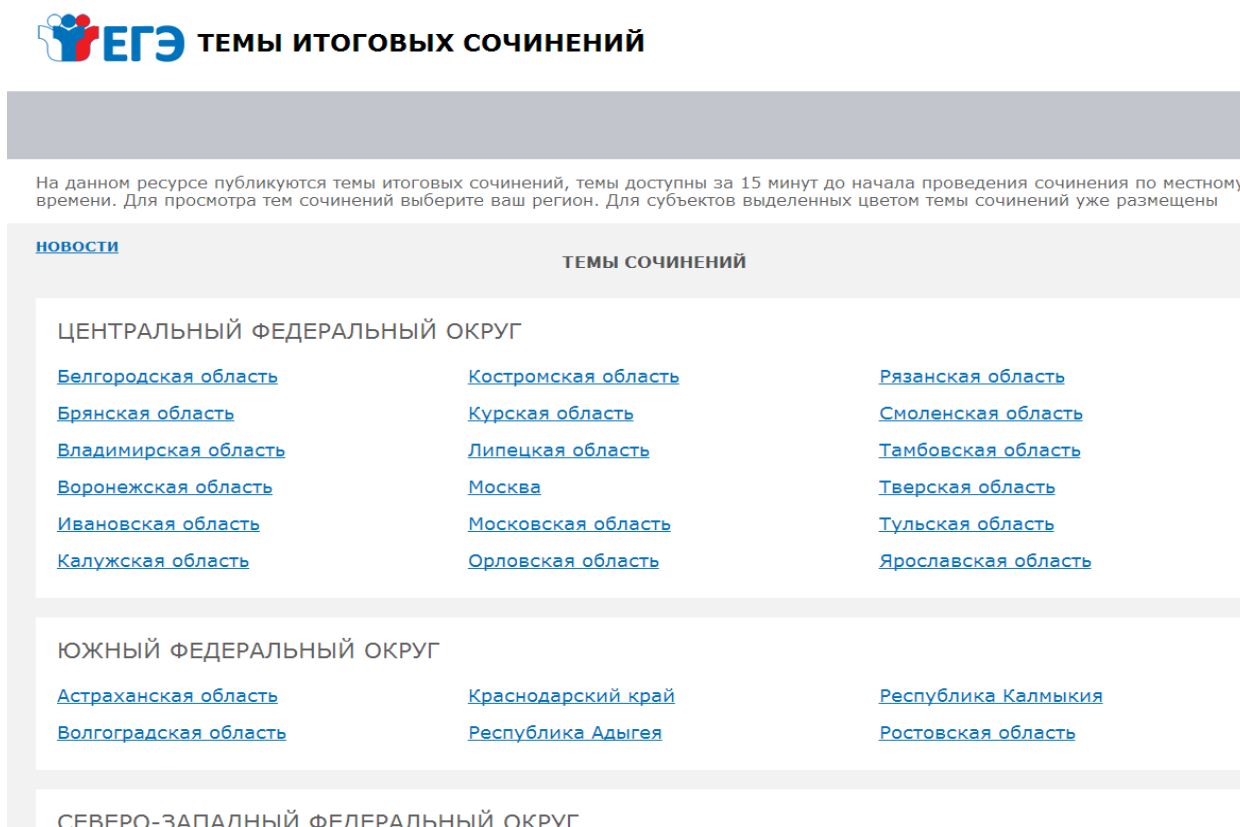 ЕГЭ ТЕМЫ ИТОГОВЫХ СОЧИНЕНИЙ
На данном ресурсе публикуются темы итоговых сочинений, темы доступны за 15 минут до начала проведения сочинения по местному
времени. Для просмотра тем сочинений выберите ваш регион. Для субъектов выделенных цветом темы сочинений уже размещены
НОВОСТИ
ТЕМЫ СОЧИНЕНИЙ
ЦЕНТРАЛЬНЫЙ ФЕДЕРАЛЬНЫЙ ОКРУГ
Белгородская область Костромская область Рязанская область
Брянская область Курская область Смоленская область
Владимирская область Липецкая область Тамбовская область
Воронежская область Москва Тверская область
Ивановская область Московская область Тульская область
Калужская область Орловская область Ярославская область
ЮЖНЫЙ ФЕДЕРАЛЬНЫЙ ОКРУГ
Астраханская область Краснодарский край Республика Калмыкия
Волгоградская область Республика Адыгея Ростовская область
СЕВЕРО-ЗАПАДНЫЙ ФЕДЕРАЛЬНЫЙ ОКРУГ